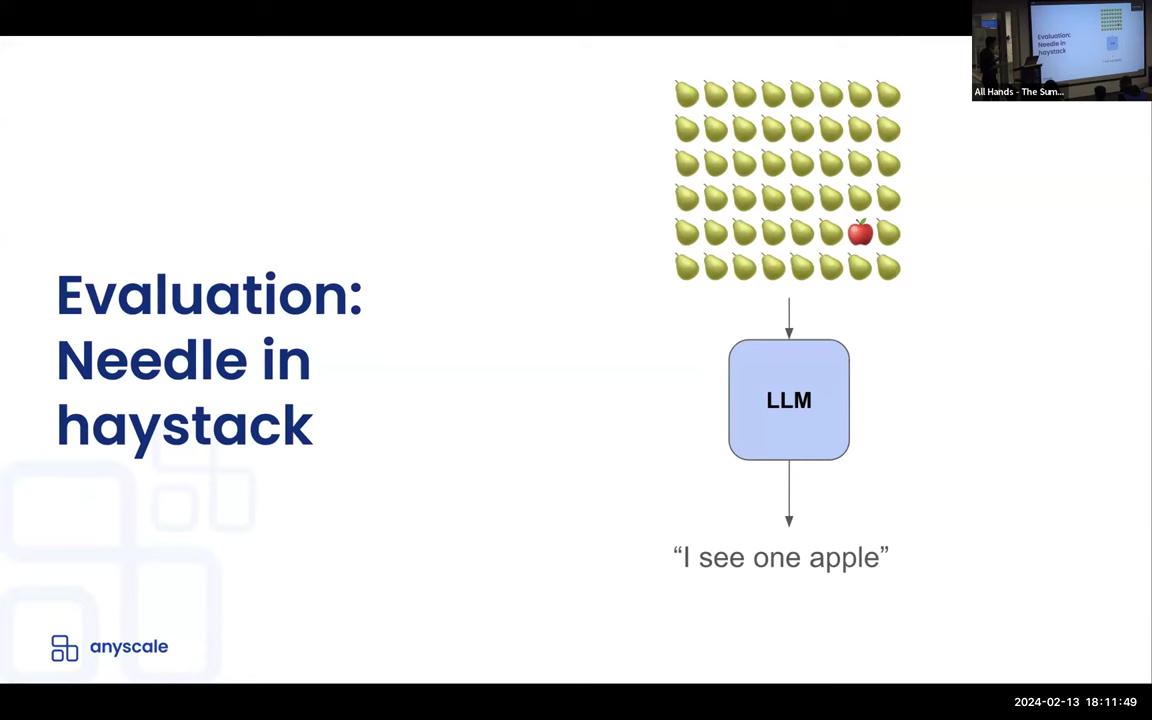 Evaluation:
Needle in
haystack
LLM
“I see one apple”
anyscale
All Hands - The Sum...
Evaluation:
Needle in
haystack
2024-02-13 18:11:49